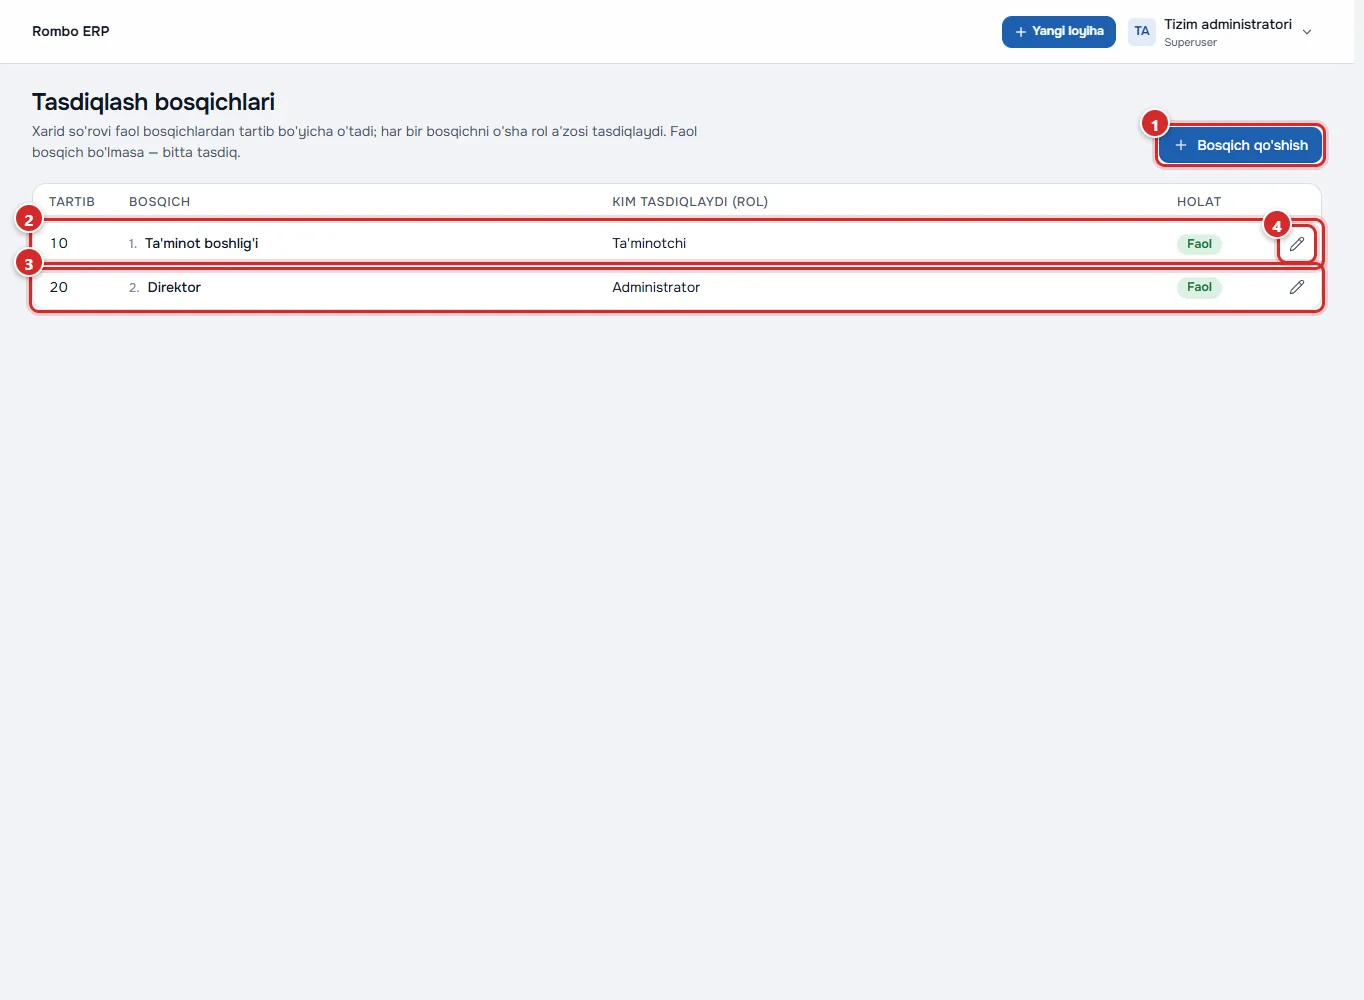 Rombo ERP
+ Yangi loyiha
TA
Tizim administratori
Superuser
Tasdiqlash bosqichlari
Xarid so'rovi faol bosqichlardan tartib bo'yicha o'tadi; har bir bosqichni o'sha rol a'zosi tasdiqlaydi. Faol
bosqich bo'lmasa — bitta tasdiq.
1
+ Bosqich qo'shish
TARTIB BOSQICH KIM TASDIQLAYDI (ROL) HOLAT
2
10 1. Ta'minot boshlig'i Ta'minotchi Faol
4
3
20 2. Direktor Administrator Faol